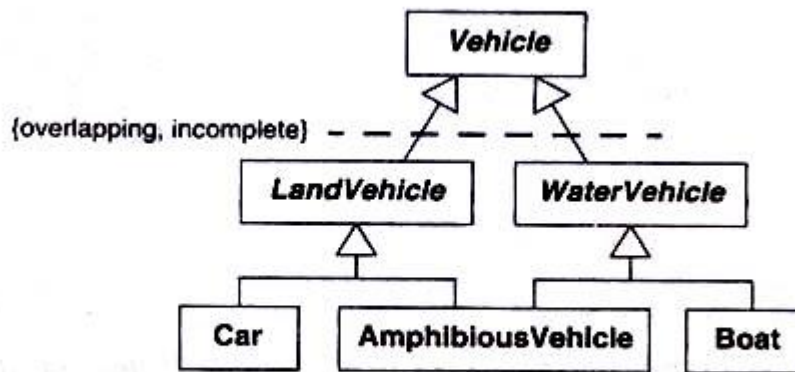 Vehicle
{overlapping, incomplete}
LandVehicle
WaterVehicle
Car
AmphibiousVehicle
Boat